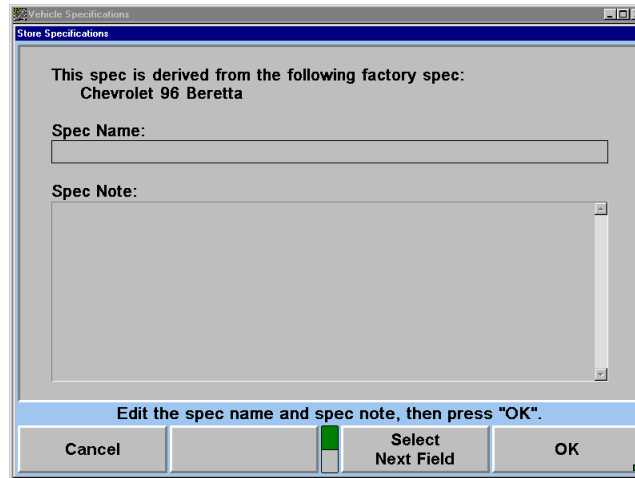 Vehicle Specifications
Store Specifications
This spec is derived from the following factory spec:
Chevrolet 96 Beretta
Spec Name:
Spec Note:
Edit the spec name and spec note, then press "OK".
Cancel
Select
Next Field
OK